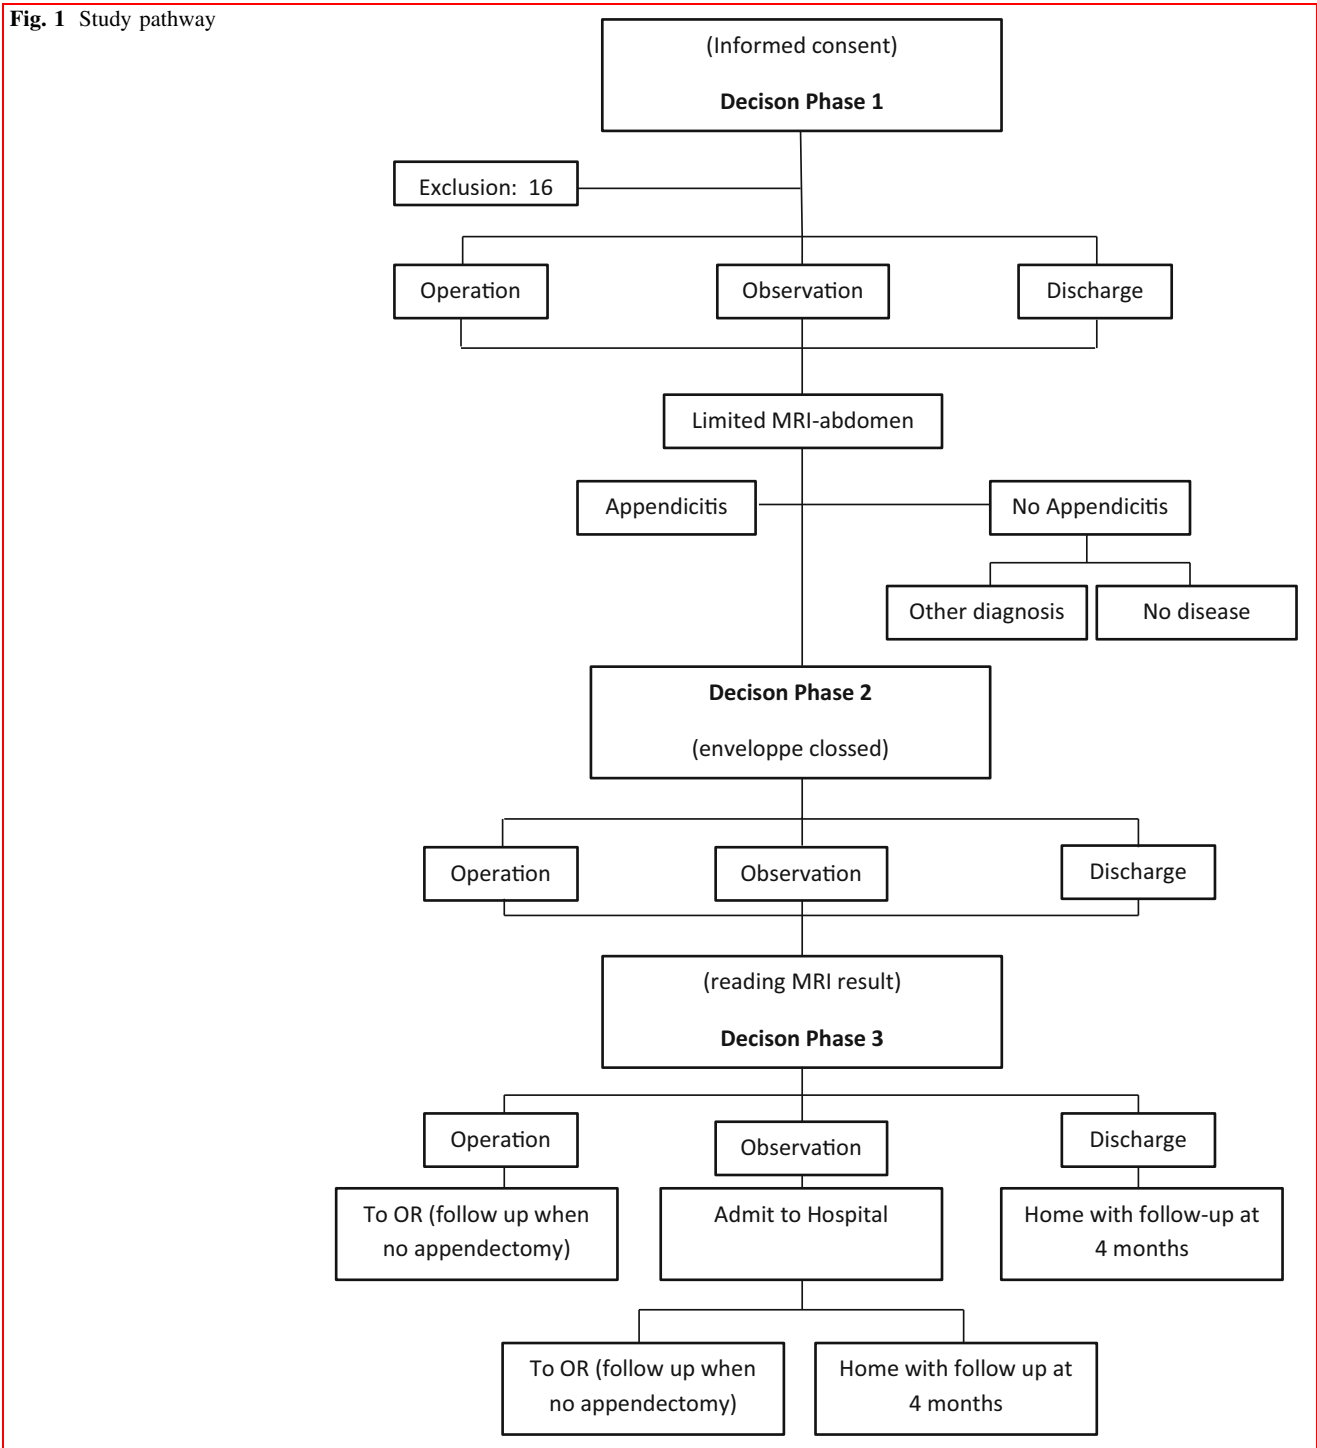 Fig. 1 Study pathway
(Informed consent)
Decison Phase 1
Exclusion: 16
Operation
Observation
Discharge
Limited MRI-abdomen
Appendicitis
No Appendicitis
Other diagnosis
No disease
Decison Phase 2
(enveloppe clossed)
Operation
Observation
Discharge
(reading MRI result)
Decison Phase 3
Operation
Observation
Discharge
To OR (follow up when
no appendectomy)
Admit to Hospital
Home with follow-up at
4 months
To OR (follow up when
no appendectomy)
Home with follow up at
4 months